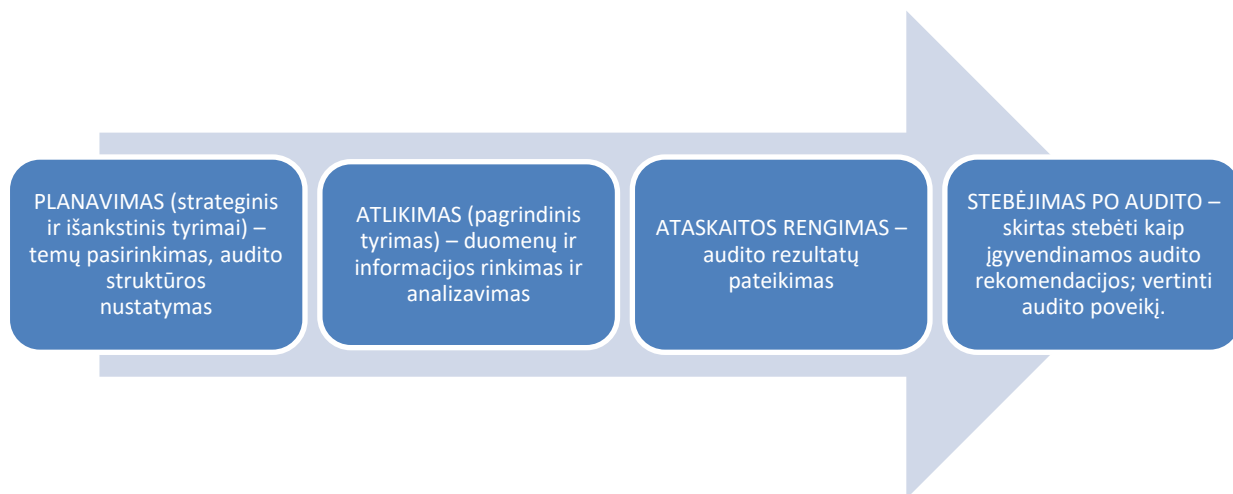 PLANAVIMAS (strateginis
ir išankstinis tyrimai) –
temų pasirinkimas, audito
struktūros
nustatymas
ATLIKIMAS (pagrindinis
tyrimas) – duomenų ir
informacijos rinkimas ir
analizavimas
ATASKAITOS RENGIMAS –
audito rezultatų
pateikimas
STEBĖJIMAS PO AUDITO –
skirtas stebėti kaip
įgyvendinamos audito
rekomendacijos; vertinti
audito poveikį.